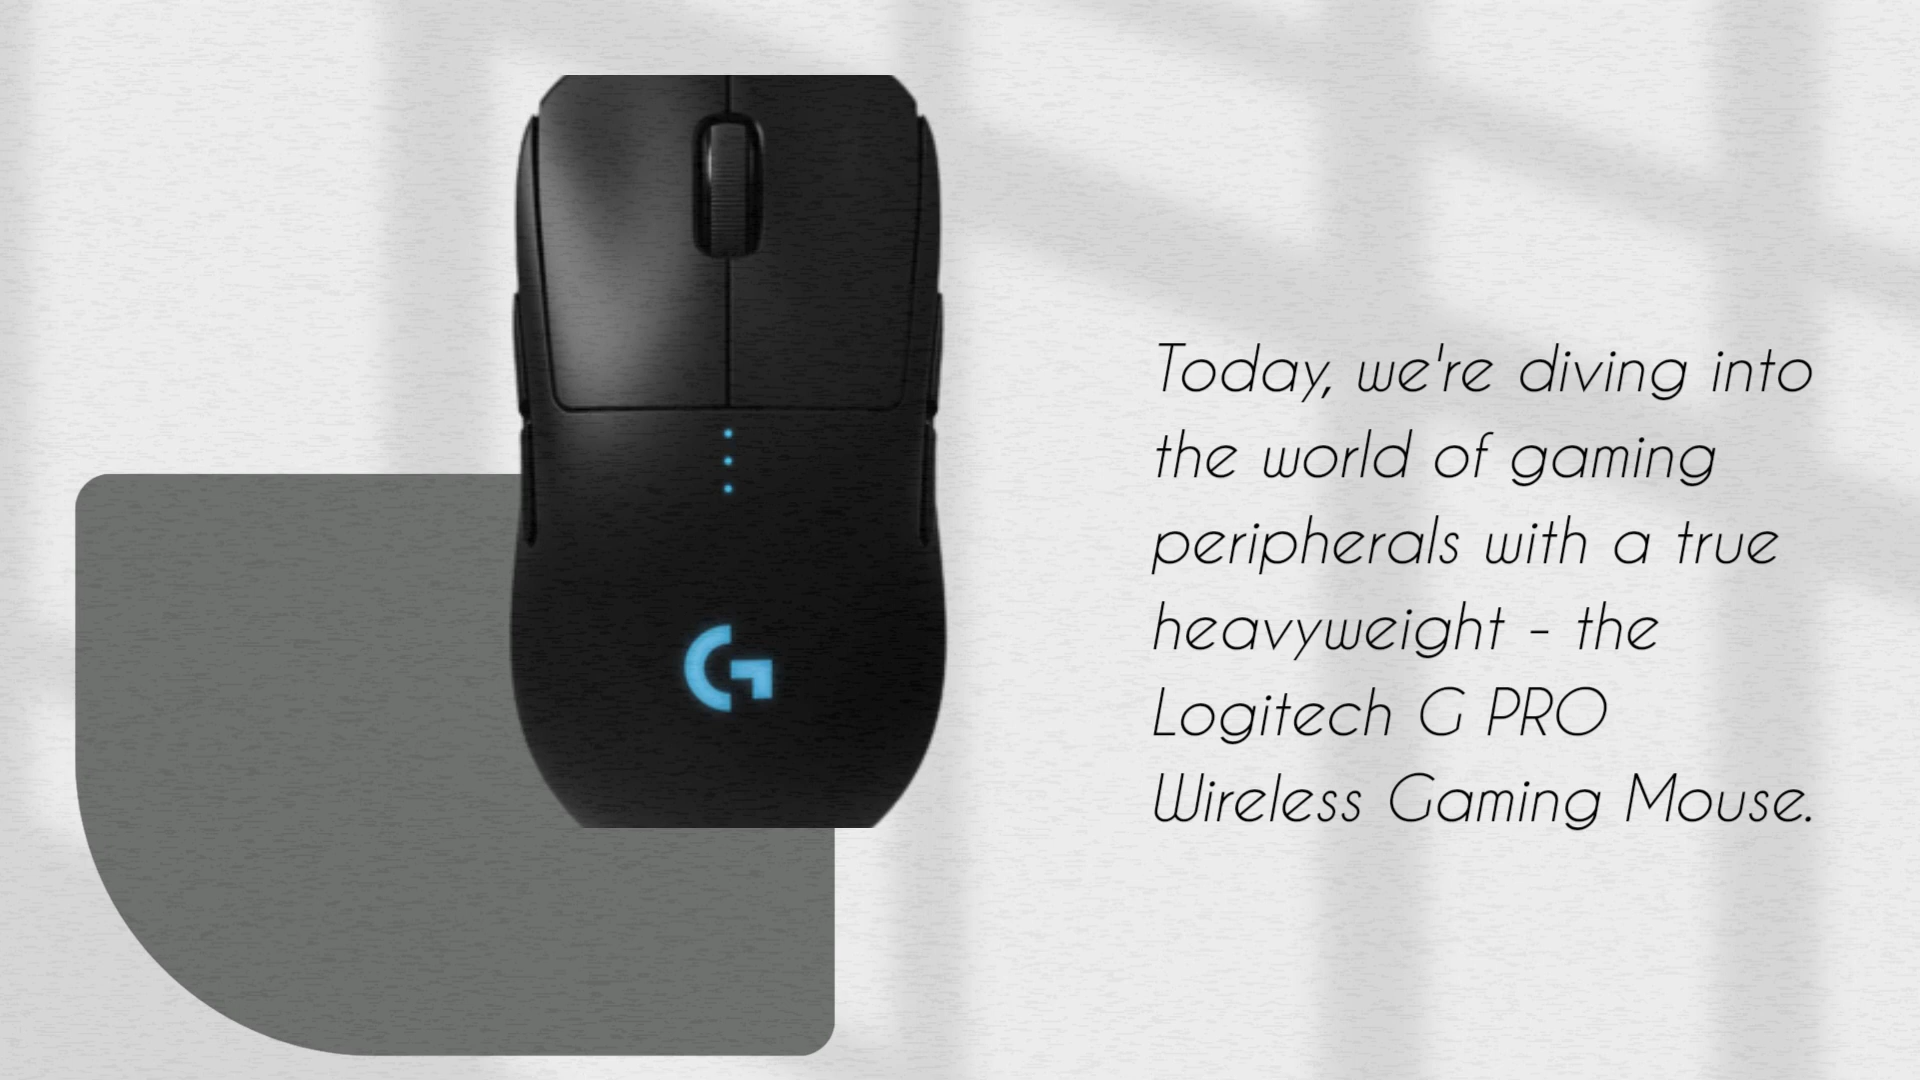 Today, we're diving into
the world of gaming
peripherals with a true
heavyweight - the
Logitech G PRO
Wireless Gaming Mouse.
G